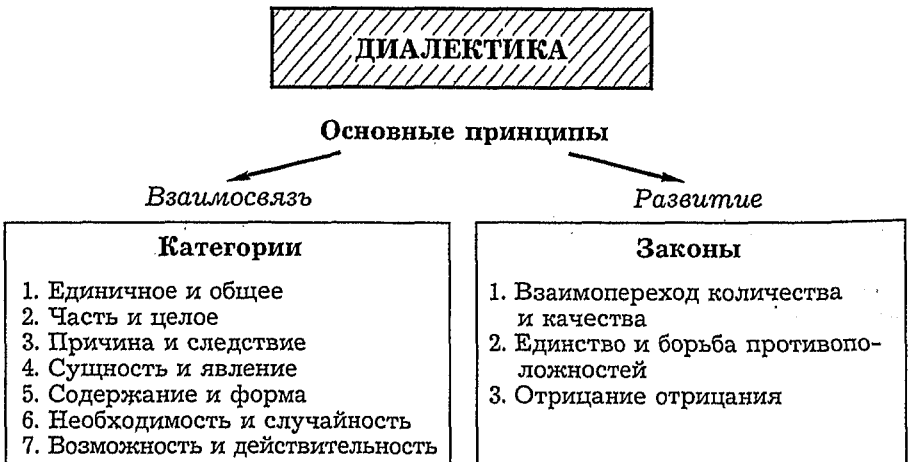 ДИАЛЕКТИКА
Основные принципы
Взаимосвязь
Развитие
Категории
1. Единичное и общее
2. Часть и целое
3. Причина и следствие
4. Сущность и явление
5. Содержание и форма
6. Необходимость и случайность
7. Возможность и действительность
Законы
1. Взаимопереход количества
и качества
2. Единство и борьба противопо-
ложностей
3. Отрицание отрицания